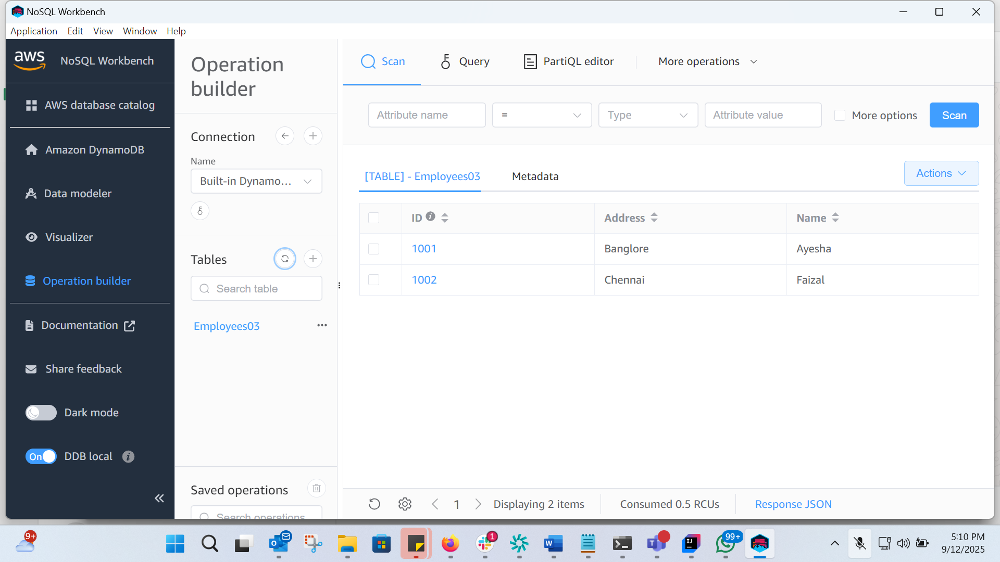 NoSQL Workbench
Application Edit View Window Help
aws NoSQL Workbench
AWS database catalog
Amazon DynamoDB
Data modeler
Visualizer
Operation builder
Documentation
Share feedback
Dark mode
On DDB local
Operation
builder
Connection
Name
Built-in Dynamo...
Tables
Search table
Employees03
Saved operations
Search operations
Scan Query PartiQL editor More operations
Attribute name = Type Attribute value More options Scan
[TABLE] - Employees03 Metadata Actions
ID Address Name
1001 Banglore Ayesha
1002 Chennai Faizal
1 Displaying 2 items Consumed 0.5 RCUs Response JSON
9+
1
99+
5:10 PM
9/12/2025